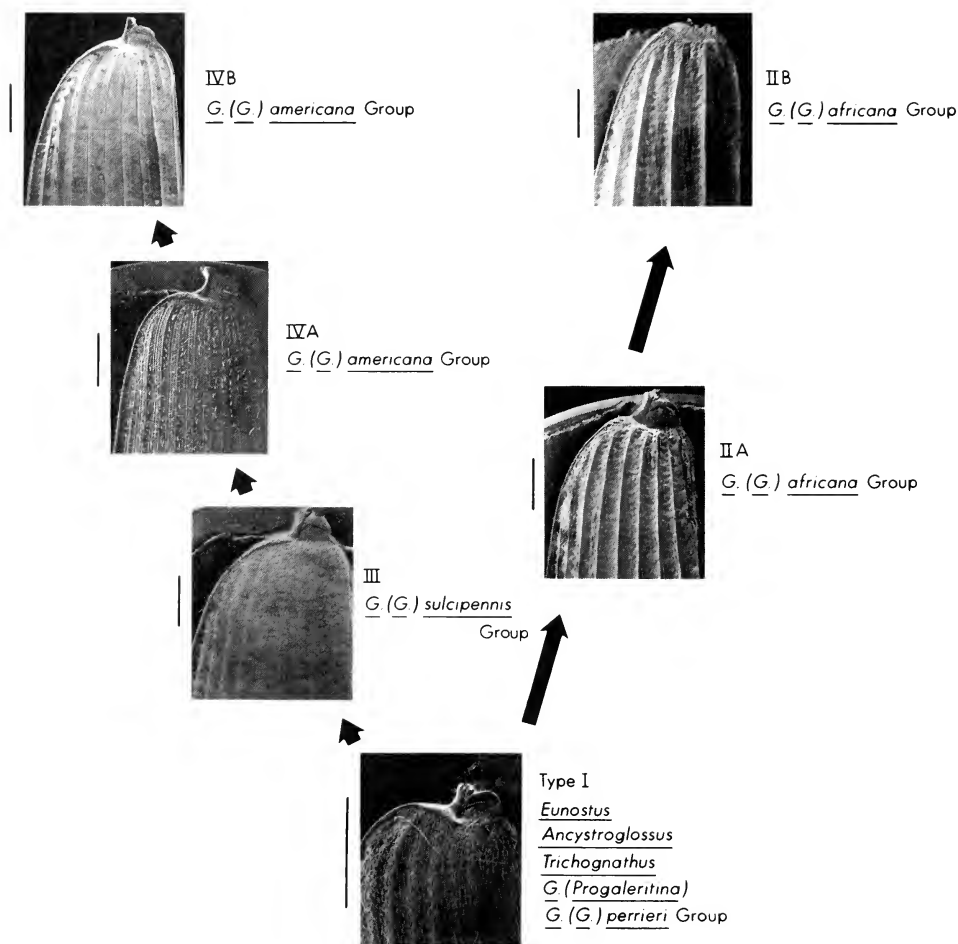 IVB
G. (G.) americana Group
IIB
G. (G.) africana Group
IVA
G. (G.) americana Group
IIA
G. (G.) africana Group
III
G. (G.) sulcipennis
Group
Type I
Eunostus
Ancystroglossus
Trichognathus
G. (Progaleritina)
G. (G.) perrieri Group